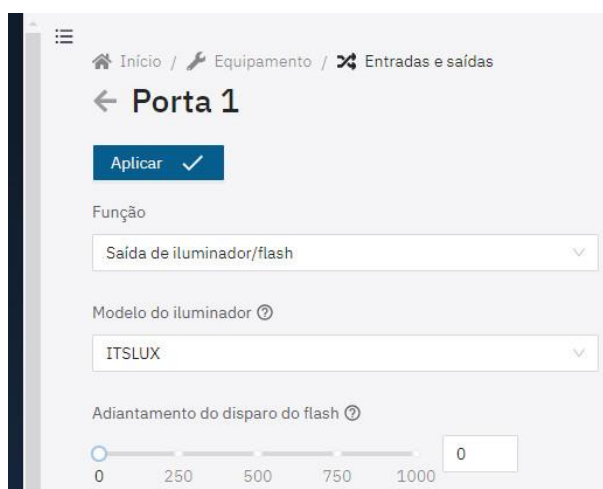 Início / Equipamento / Entradas e saídas
← Porta 1
Aplicar ✓
Função
Saída de iluminador/flash
Modelo do iluminador ?
ITSLUX
Adiantamento do disparo do flash ?
0
0 250 500 750 1000